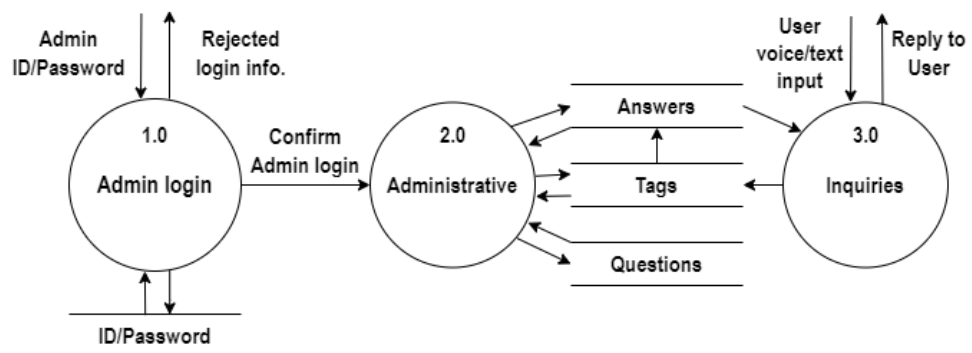 Admin
ID/Password
Rejected
login info.
1.0
Admin login
Confirm
Admin login
ID/Password
2.0
Administrative
Answers
Tags
Questions
User
voice/text
input
Reply to
User
3.0
Inquiries